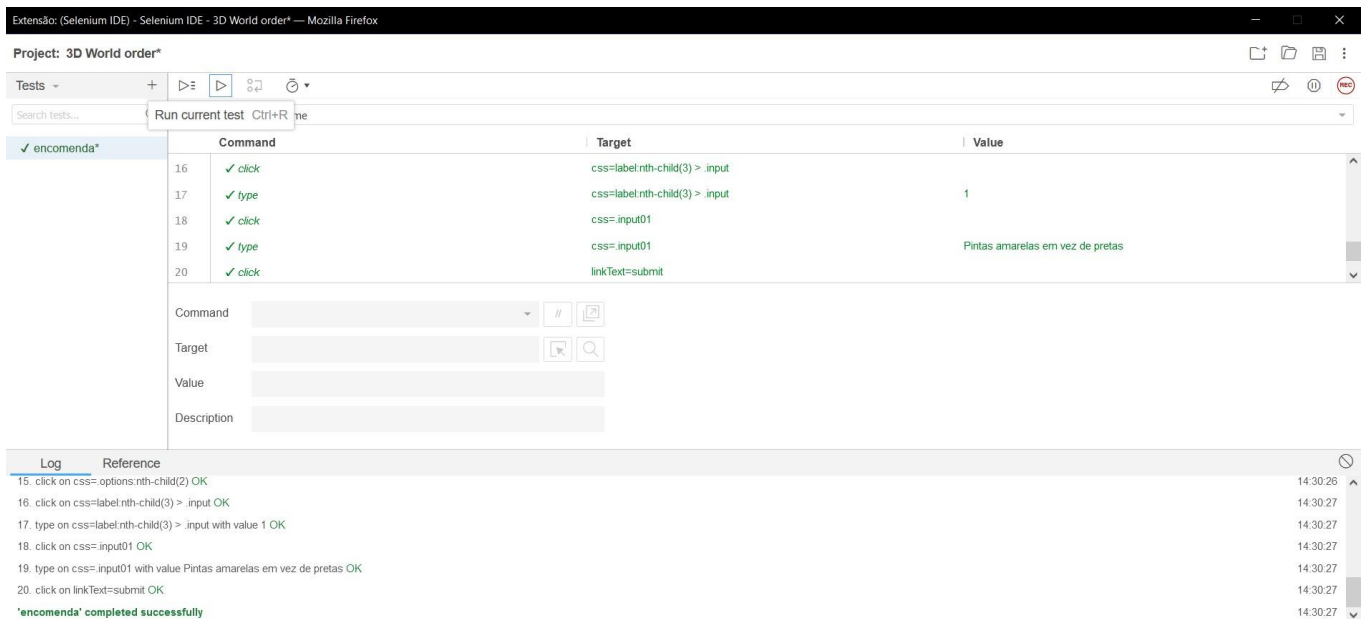 Extensão: (Selenium IDE) - Selenium IDE - 3D World order* — Mozilla Firefox
Project: 3D World order*
Tests
REC
Search tests...
Run current test Ctrl+R
me
encomenda*
Command Target Value
16 ✓ click css=label:nth-child(3) > .input
17 ✓ type css=label:nth-child(3) > .input 1
18 ✓ click css=.input01
19 ✓ type css=.input01 Pintas amarelas em vez de pretas
20 ✓ click linkText=submit
Command //
Target
Value
Description
Log Reference
15. click on css=.options:nth-child(2) OK 14:30:26
16. click on css=label:nth-child(3) > .input OK 14:30:27
17. type on css=label:nth-child(3) > .input with value 1 OK 14:30:27
18. click on css=.input01 OK 14:30:27
19. type on css=.input01 with value Pintas amarelas em vez de pretas OK 14:30:27
20. click on linkText=submit OK 14:30:27
'encomenda' completed successfully 14:30:27